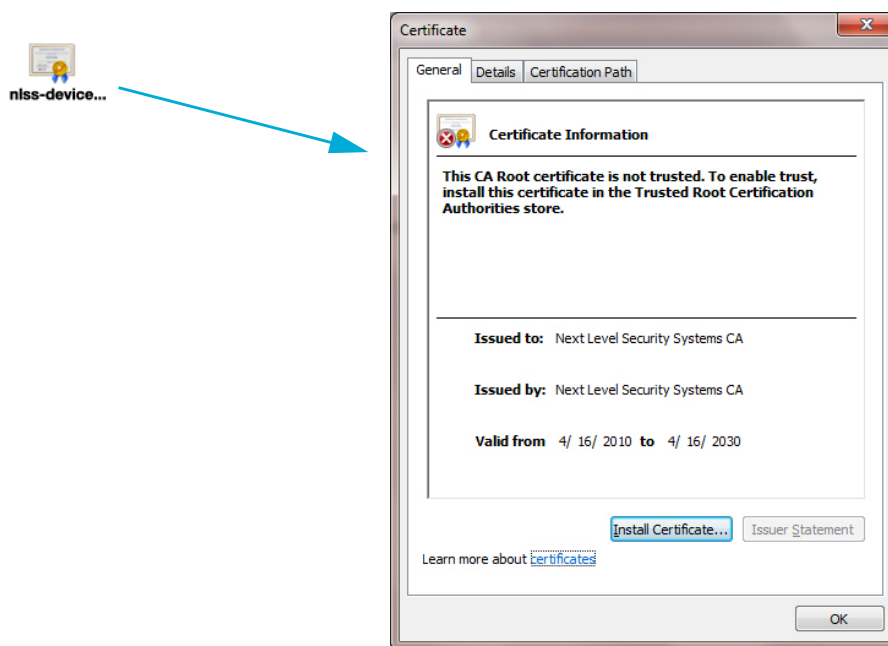 nlss-device...
Certificate
General Details Certification Path
Certificate Information
This CA Root certificate is not trusted. To enable trust,
install this certificate in the Trusted Root Certification
Authorities store.
Issued to: Next Level Security Systems CA
Issued by: Next Level Security Systems CA
Valid from 4/ 16/ 2010 to 4/ 16/ 2030
Install Certificate... Issuer Statement
Learn more about certificates
OK